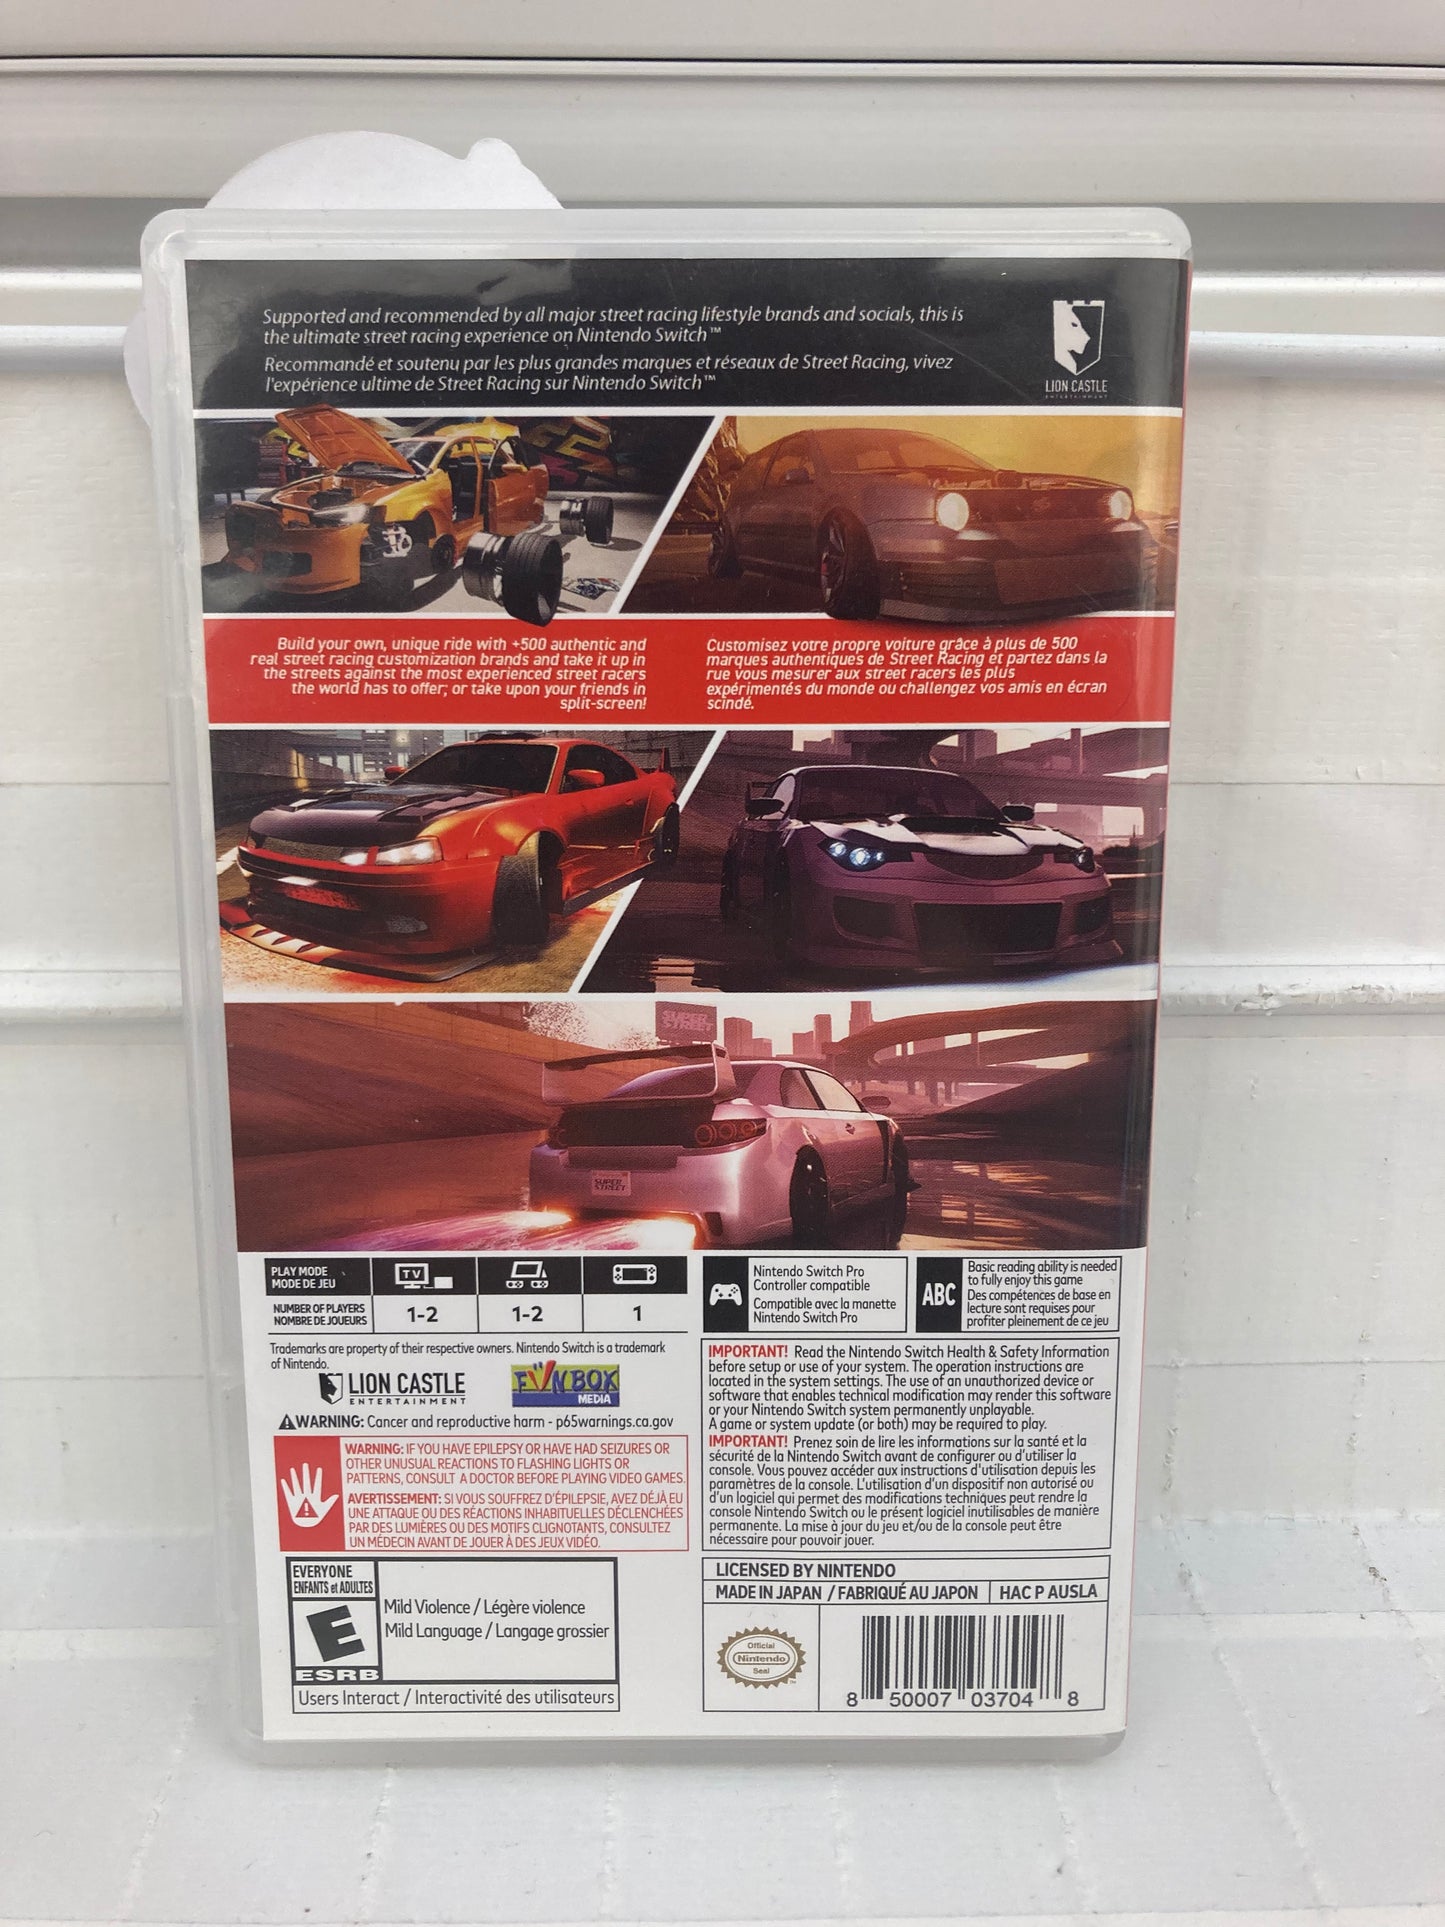 Supported and recommended by all major street racing lifestyle brands and socials, this is
the ultimate street racing experience on Nintendo Switch™
Recommandé et soutenu par les plus grandes marques et réseaux de Street Racing, vivez
l'expérience ultime de Street Racing sur Nintendo Switch™
LION CASTLE
ENTERTAINMENT
Build your own, unique ride with +500 authentic and
real street racing customization brands and take it up in
the streets against the most experienced street racers
the world has to offer; or take upon your friends in
split-screen!
Customisez votre propre voiture grâce à plus de 500
marques authentiques de Street Racing et partez dans la
rue vous mesurer aux street racers les plus
expérimentés du monde ou challengez vos amis en écran
scindé.
SUPER
STREET
SUPER
STREET
PLAY MODE
MODE DE JEU
TV
NUMBER OF PLAYERS
NOMBRE DE JOUEURS
1-2
1-2
1
Nintendo Switch Pro
Controller compatible
Compatible avec la manette
Nintendo Switch Pro
ABC
Basic reading ability is needed
to fully enjoy this game
Des compétences de base en
lecture sont requises pour
profiter pleinement de ce jeu
Trademarks are property of their respective owners. Nintendo Switch is a trademark
of Nintendo.
LION CASTLE
ENTERTAINMENT
FUNBOX
MEDIA
WARNING: Cancer and reproductive harm - p65warnings.ca.gov
WARNING: IF YOU HAVE EPILEPSY OR HAVE HAD SEIZURES OR
OTHER UNUSUAL REACTIONS TO FLASHING LIGHTS OR
PATTERNS, CONSULT A DOCTOR BEFORE PLAYING VIDEO GAMES.
AVERTISSEMENT: SI VOUS SOUFFREZ D'ÉPILEPSIE, AVEZ DÉJÀ EU
UNE ATTAQUE OU DES RÉACTIONS INHABITUELLES DÉCLENCHÉES
PAR DES LUMIÈRES OU DES MOTIFS CLIGNOTANTS, CONSULTEZ
UN MÉDECIN AVANT DE JOUER À DES JEUX VIDÉO.
IMPORTANT! Read the Nintendo Switch Health & Safety Information
before setup or use of your system. The operation instructions are
located in the system settings. The use of an unauthorized device or
software that enables technical modification may render this software
or your Nintendo Switch system permanently unplayable.
A game or system update (or both) may be required to play.
IMPORTANT! Prenez soin de lire les informations sur la santé et la
sécurité de la Nintendo Switch avant de configurer ou d'utiliser la
console. Vous pouvez accéder aux instructions d'utilisation depuis les
paramètres de la console. L'utilisation d'un dispositif non autorisé ou
d'un logiciel qui permet des modifications techniques peut rendre la
console Nintendo Switch ou le présent logiciel inutilisables de manière
permanente. La mise à jour du jeu et/ou de la console peut être
nécessaire pour pouvoir jouer.
EVERYONE
ENFANTS et ADULTES
E
ESRB
Mild Violence / Légère violence
Mild Language / Langage grossier
Users Interact / Interactivité des utilisateurs
LICENSED BY NINTENDO
MADE IN JAPAN / FABRIQUÉ AU JAPON
HAC P AUSLA
Official
Nintendo
Seal
8 50007 03704 8